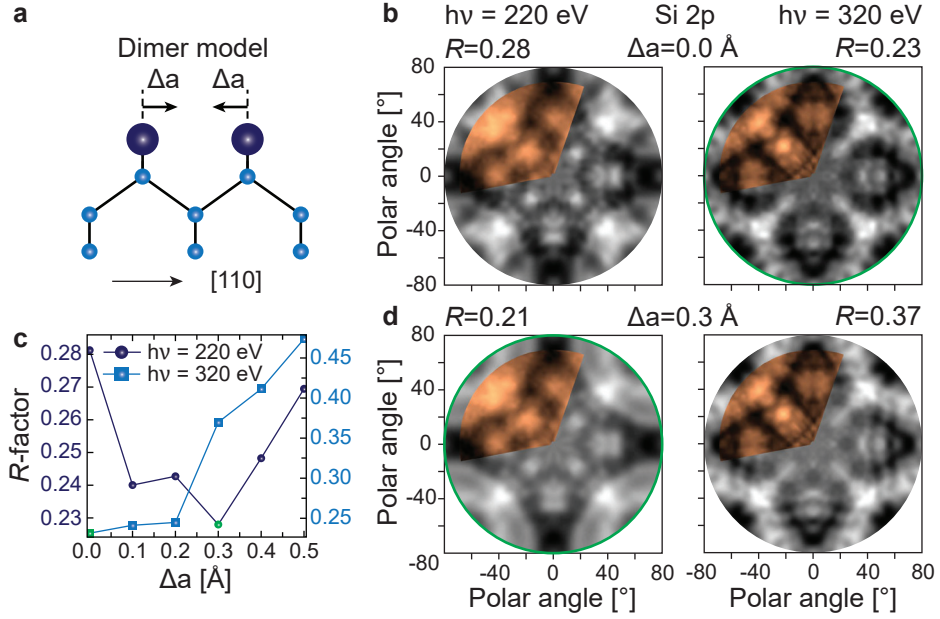 a
Dimer model
Δa Δa
[110]
b hν = 220 eV Si 2p hν = 320 eV
R=0.28 Δa=0.0 Å R=0.23
Polar angle [°]
80
40
0
-40
-80
d R=0.21 Δa=0.3 Å R=0.37
Polar angle [°]
80
40
0
-40
-80
-40 0 40 80 -80 -40 0 40 80
Polar angle [°] Polar angle [°]
c
hν = 220 eV
hν = 320 eV
R-factor
0.28
0.27
0.25
0.24
0.23
0.45
0.40
0.35
0.30
0.25
0.0 0.1 0.2 0.3 0.4 0.5
Δa [Å]